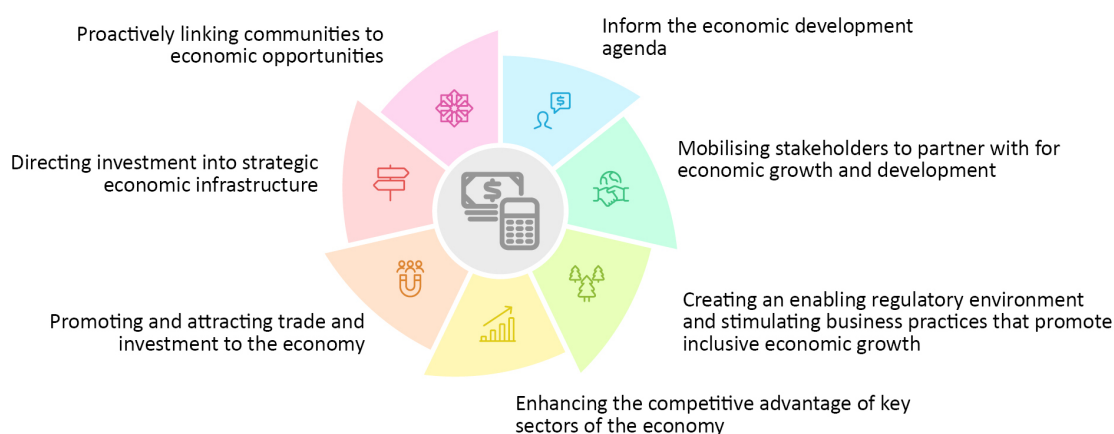 Proactively linking communities to
economic opportunities
Inform the economic development
agenda
Directing investment into strategic
economic infrastructure
Mobilising stakeholders to partner with for
economic growth and development
Promoting and attracting trade and
investment to the economy
Creating an enabling regulatory environment
and stimulating business practices that promote
inclusive economic growth
Enhancing the competitive advantage of key
sectors of the economy